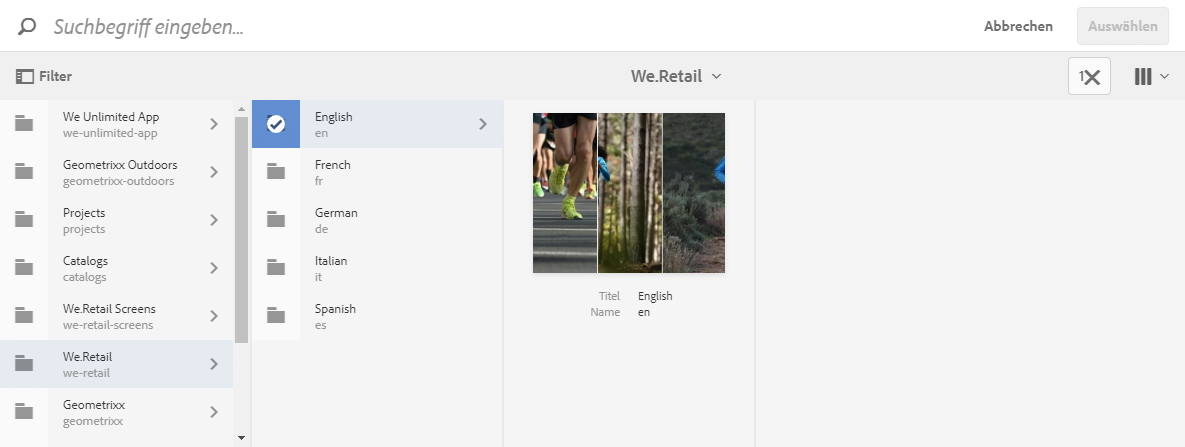 Suchbegriff eingeben...
Abbrechen
Auswählen
Filter
We.Retail
1
We Unlimited App
we-unlimited-app
Geometrixx Outdoors
geometrixx-outdoors
Projects
projects
Catalogs
catalogs
We.Retail Screens
we-retail-screens
We.Retail
we-retail
Geometrixx
geometrixx
English
en
French
fr
German
de
Italian
it
Spanish
es
Titel English
Name en